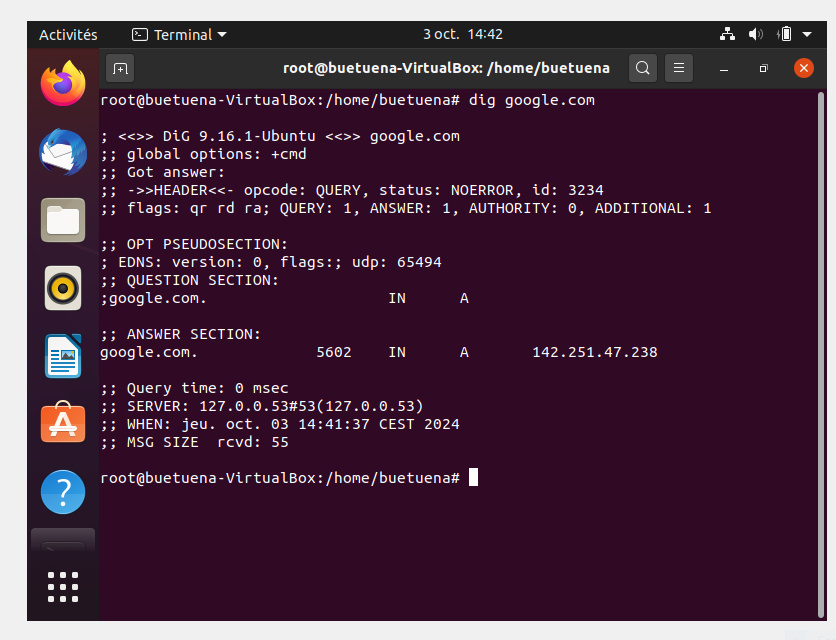 Activités Terminal 3 oct. 14:42
root@buetuena-VirtualBox: /home/buetuena
root@buetuena-VirtualBox:/home/buetuena# dig google.com
; <<>> DiG 9.16.1-Ubuntu <<>> google.com
;; global options: +cmd
;; Got answer:
;; ->>HEADER<<- opcode: QUERY, status: NOERROR, id: 3234
;; flags: qr rd ra; QUERY: 1, ANSWER: 1, AUTHORITY: 0, ADDITIONAL: 1
;; OPT PSEUDOSECTION:
; EDNS: version: 0, flags:; udp: 65494
;; QUESTION SECTION:
;google.com. IN A
;; ANSWER SECTION:
google.com. 5602 IN A 142.251.47.238
;; Query time: 0 msec
;; SERVER: 127.0.0.53#53(127.0.0.53)
;; WHEN: jeu. oct. 03 14:41:37 CEST 2024
;; MSG SIZE  rcvd: 55
root@buetuena-VirtualBox:/home/buetuena#